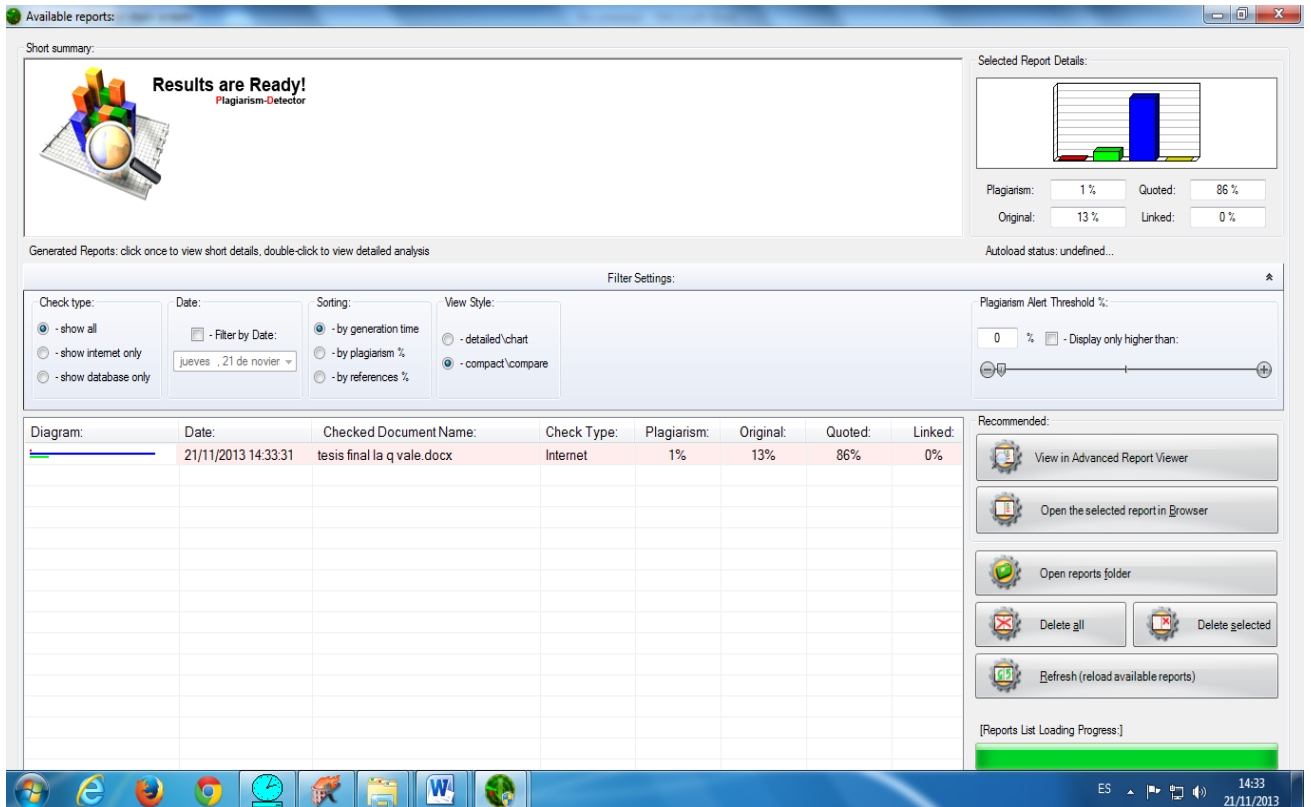 Available reports:
Short summary:
Results are Ready!
Plagiarism-Detector
Selected Report Details:
Plagiarism: 1 % Quoted: 86 %
Original: 13 % Linked: 0 %
Generated Reports: click once to view short details, double-click to view detailed analysis
Autoload status: undefined...
Filter Settings:
Check type:
- show all
- show internet only
- show database only
Date:
- Filter by Date:
jueves , 21 de novier
Sorting:
- by generation time
- by plagiarism %
- by references %
View Style:
- detailed\chart
- compact\compare
Plagiarism Alert Threshold %:
0 % - Display only higher than:
Diagram: Date: Checked Document Name: Check Type: Plagiarism: Original: Quoted: Linked:
21/11/2013 14:33:31 tesis final la q vale.docx Internet 1% 13% 86% 0%
Recommended:
View in Advanced Report Viewer
Open the selected report in Browser
Open reports folder
Delete all Delete selected
Refresh (reload available reports)
[Reports List Loading Progress:]
ES 14:33
21/11/2013